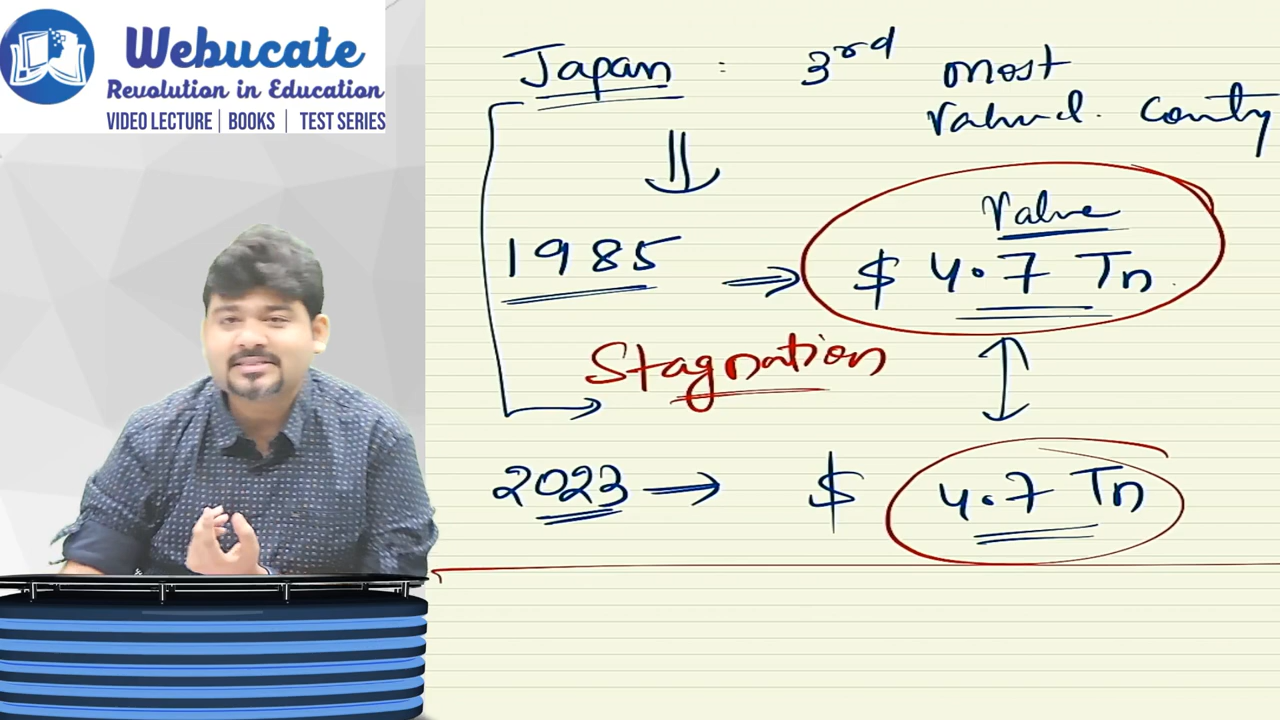 Webucate
Revolution in Education
VIDEO LECTURE | BOOKS | TEST SERIES
Japan : 3rd most
Valued. County
1985 → Value
$ 4.7 Tn
Stagnation
2023 → $ 4.7 Tn